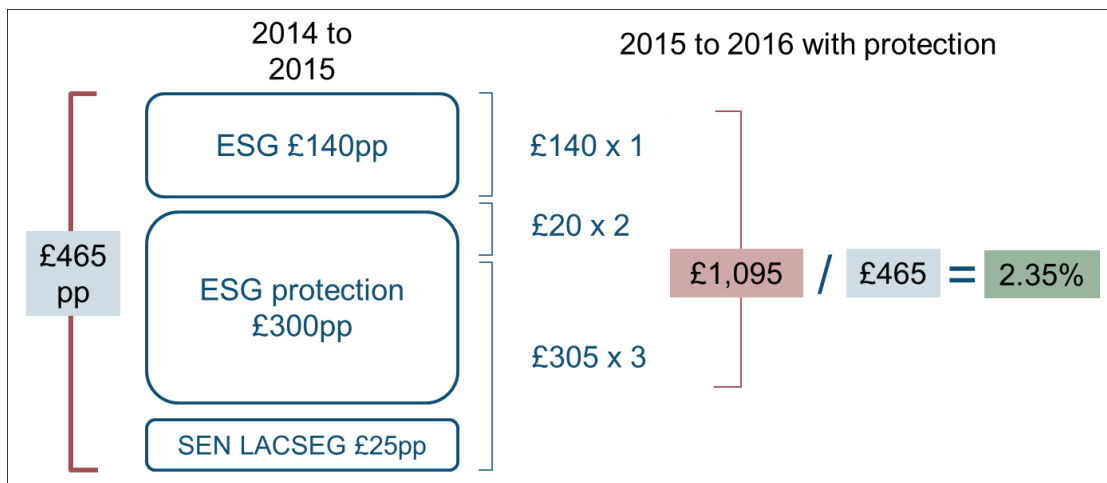 2014 to
2015
2015 to 2016 with protection
£465
pp
ESG £140pp
ESG protection
£300pp
SEN LACSEG £25pp
£140 x 1
£20 x 2
£305 x 3
£1,095 / £465 = 2.35%